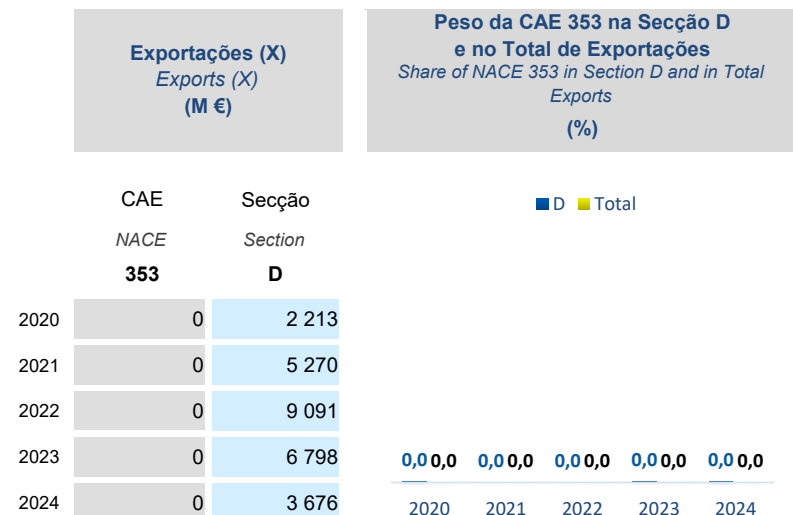 Exportações (X)
Exports (X)
(M €)
Peso da CAE 353 na Secção D
e no Total de Exportações
Share of NACE 353 in Section D and in Total
Exports
(%)
CAE Secção
NACE Section
353 D
2020 0 2 213
2021 0 5 270
2022 0 9 091
2023 0 6 798
2024 0 3 676
D Total
0,0 0,0 0,0 0,0 0,0 0,0 0,0 0,0 0,0 0,0
2020 2021 2022 2023 2024